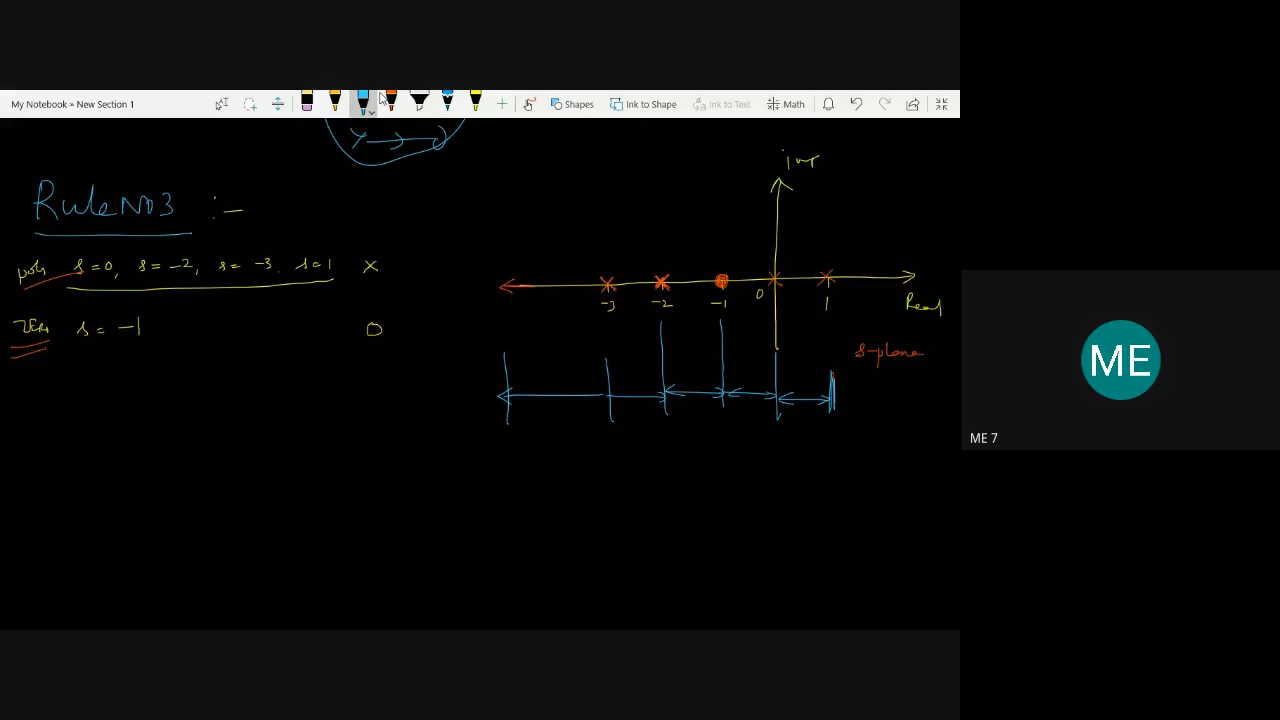 My Notebook » New Section 1
Shapes
Ink to Shape
Ink to Text
Math
Rule NO 3 :-
poles s = 0, s = -2, s = -3, s = 1 X
zero s = -1 O
jω
-3 -2 -1 0 1
Real
s-plane
ME
ME 7